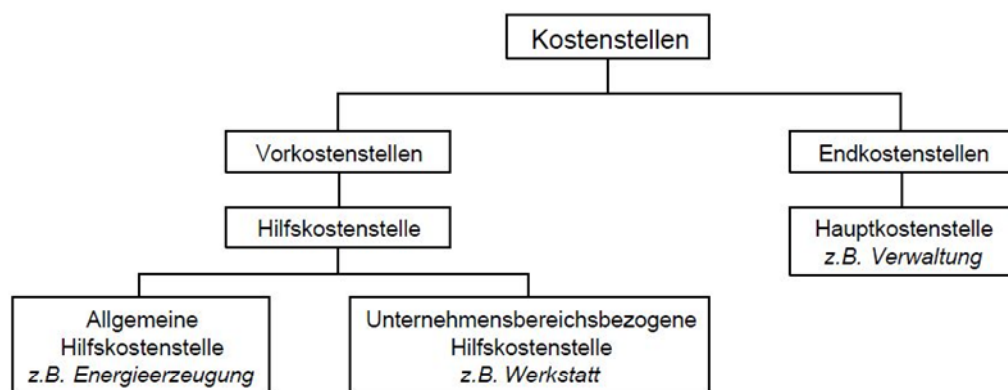 Kostenstellen
Vorkostenstellen
Endkostenstellen
Hilfskostenstelle
Hauptkostenstelle
z.B. Verwaltung
Allgemeine
Hilfskostenstelle
z.B. Energieerzeugung
Unternehmensbereichsbezogene
Hilfskostenstelle
z.B. Werkstatt